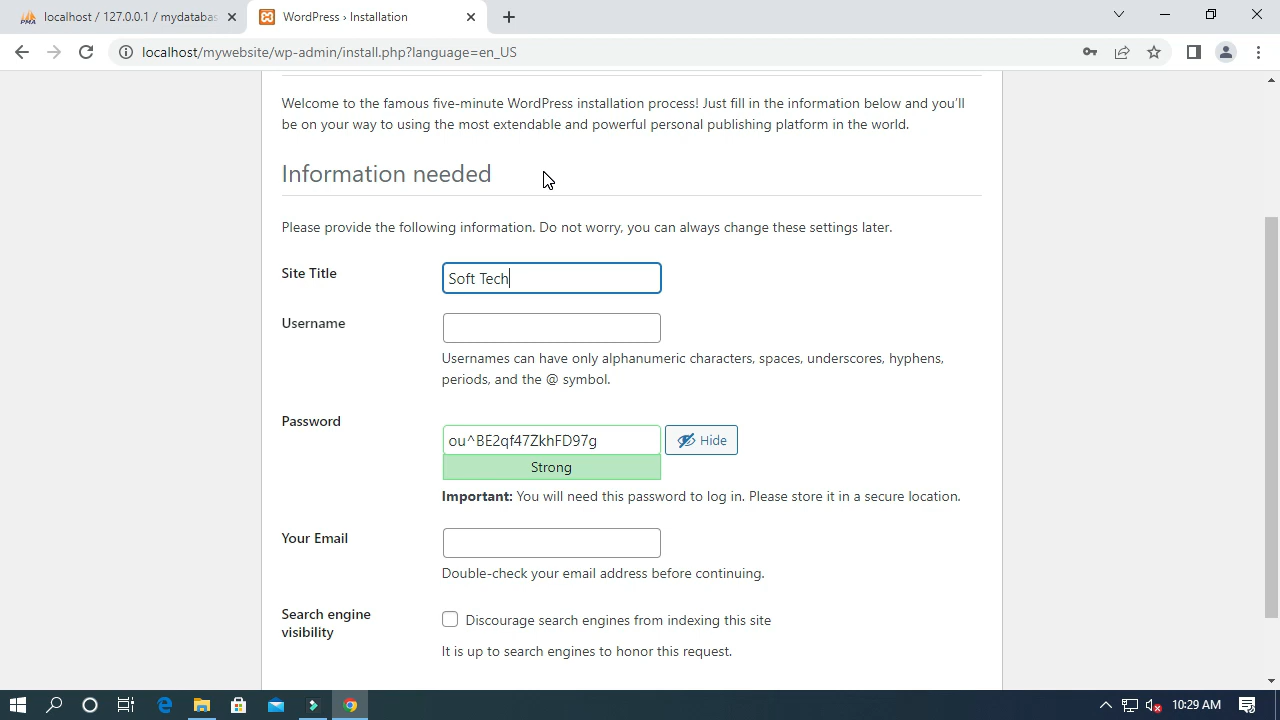 localhost / 127.0.0.1 / mydatabas
WordPress › Installation
localhost/mywebsite/wp-admin/install.php?language=en_US
Welcome to the famous five-minute WordPress installation process! Just fill in the information below and you'll
be on your way to using the most extendable and powerful personal publishing platform in the world.
Information needed
Please provide the following information. Do not worry, you can always change these settings later.
Site Title
Soft Tech
Username
Usernames can have only alphanumeric characters, spaces, underscores, hyphens,
periods, and the @ symbol.
Password
ou^BE2qf47ZkhFD97g
Hide
Strong
Important: You will need this password to log in. Please store it in a secure location.
Your Email
Double-check your email address before continuing.
Search engine
visibility
Discourage search engines from indexing this site
It is up to search engines to honor this request.
10:29 AM